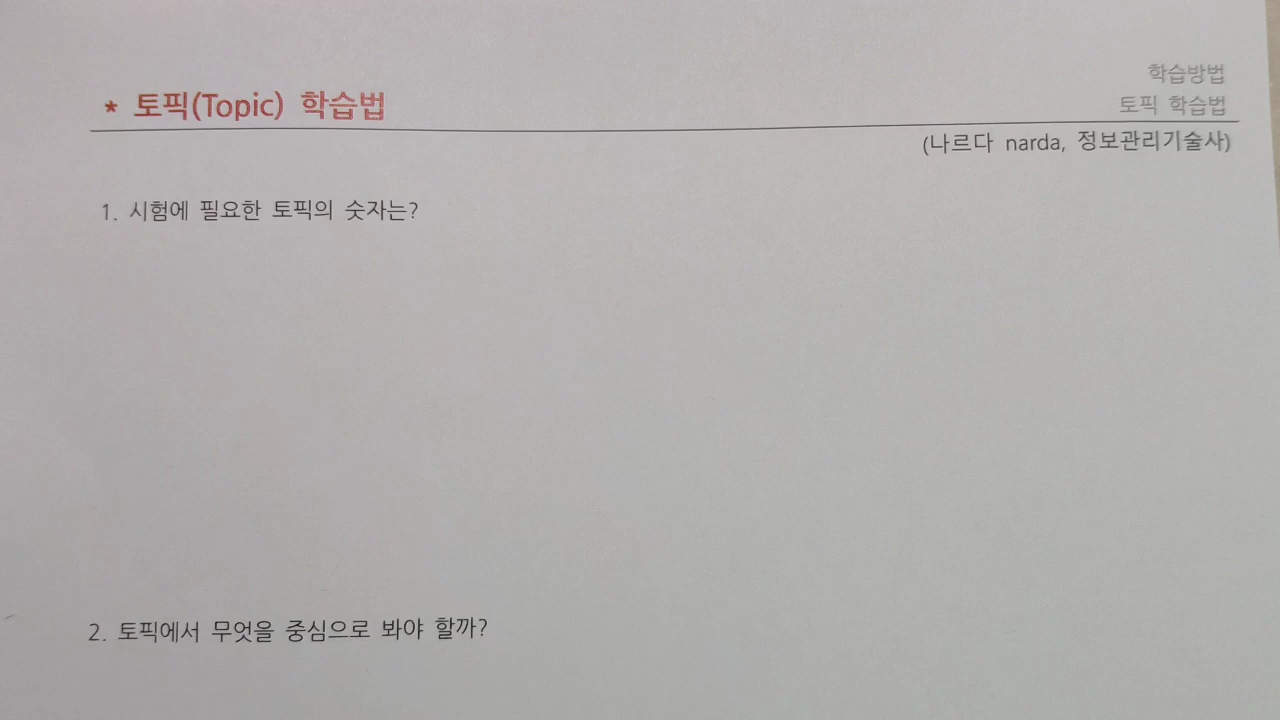 학습방법
토픽 학습법
* 토픽(Topic) 학습법
(나르다 narda, 정보관리기술사)
1. 시험에 필요한 토픽의 숫자는?
2. 토픽에서 무엇을 중심으로 봐야 할까?